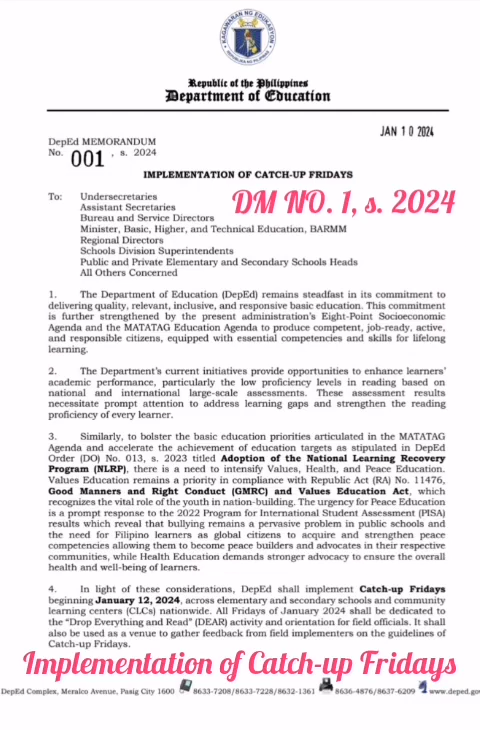 KAGAWARAN NG EDUKASYON
REPUBLIKA NG PILIPINAS
Republic of the Philippines
Department of Education
JAN 10 2024
DepEd MEMORANDUM
No. 001 , s. 2024
IMPLEMENTATION OF CATCH-UP FRIDAYS
To: Undersecretaries
Assistant Secretaries
DM NO. 1, s. 2024
Bureau and Service Directors
Minister, Basic, Higher, and Technical Education, BARMM
Regional Directors
Schools Division Superintendents
Public and Private Elementary and Secondary Schools Heads
All Others Concerned
1. The Department of Education (DepEd) remains steadfast in its commitment to
delivering quality, relevant, inclusive, and responsive basic education. This commitment
is further strengthened by the present administration's Eight-Point Socioeconomic
Agenda and the MATATAG Education Agenda to produce competent, job-ready, active,
and responsible citizens, equipped with essential competencies and skills for lifelong
learning.
2. The Department's current initiatives provide opportunities to enhance learners'
academic performance, particularly the low proficiency levels in reading based on
national and international large-scale assessments. These assessment results
necessitate prompt attention to address learning gaps and strengthen the reading
proficiency of every learner.
3. Similarly, to bolster the basic education priorities articulated in the MATATAG
Agenda and accelerate the achievement of education targets as stipulated in DepEd
Order (DO) No. 013, s. 2023 titled Adoption of the National Learning Recovery
Program (NLRP), there is a need to intensify Values, Health, and Peace Education.
Values Education remains a priority in compliance with Republic Act (RA) No. 11476,
Good Manners and Right Conduct (GMRC) and Values Education Act, which
recognizes the vital role of the youth in nation-building. The urgency for Peace Education
is a prompt response to the 2022 Program for International Student Assessment (PISA)
results which reveal that bullying remains a pervasive problem in public schools and
the need for Filipino learners as global citizens to acquire and strengthen peace
competencies allowing them to become peace builders and advocates in their respective
communities, while Health Education demands stronger advocacy to ensure the overall
health and well-being of learners.
4. In light of these considerations, DepEd shall implement Catch-up Fridays
beginning January 12, 2024, across elementary and secondary schools and community
learning centers (CLCs) nationwide. All Fridays of January 2024 shall be dedicated to
the "Drop Everything and Read" (DEAR) activity and orientation for field officials. It shall
also be used as a venue to gather feedback from field implementers on the guidelines of
Catch-up Fridays.
Implementation of Catch-up Fridays
DepEd Complex, Meralco Avenue, Pasig City 1600 8633-7208/8633-7228/8632-1361 8636-4876/8637-6209 www.deped.gov